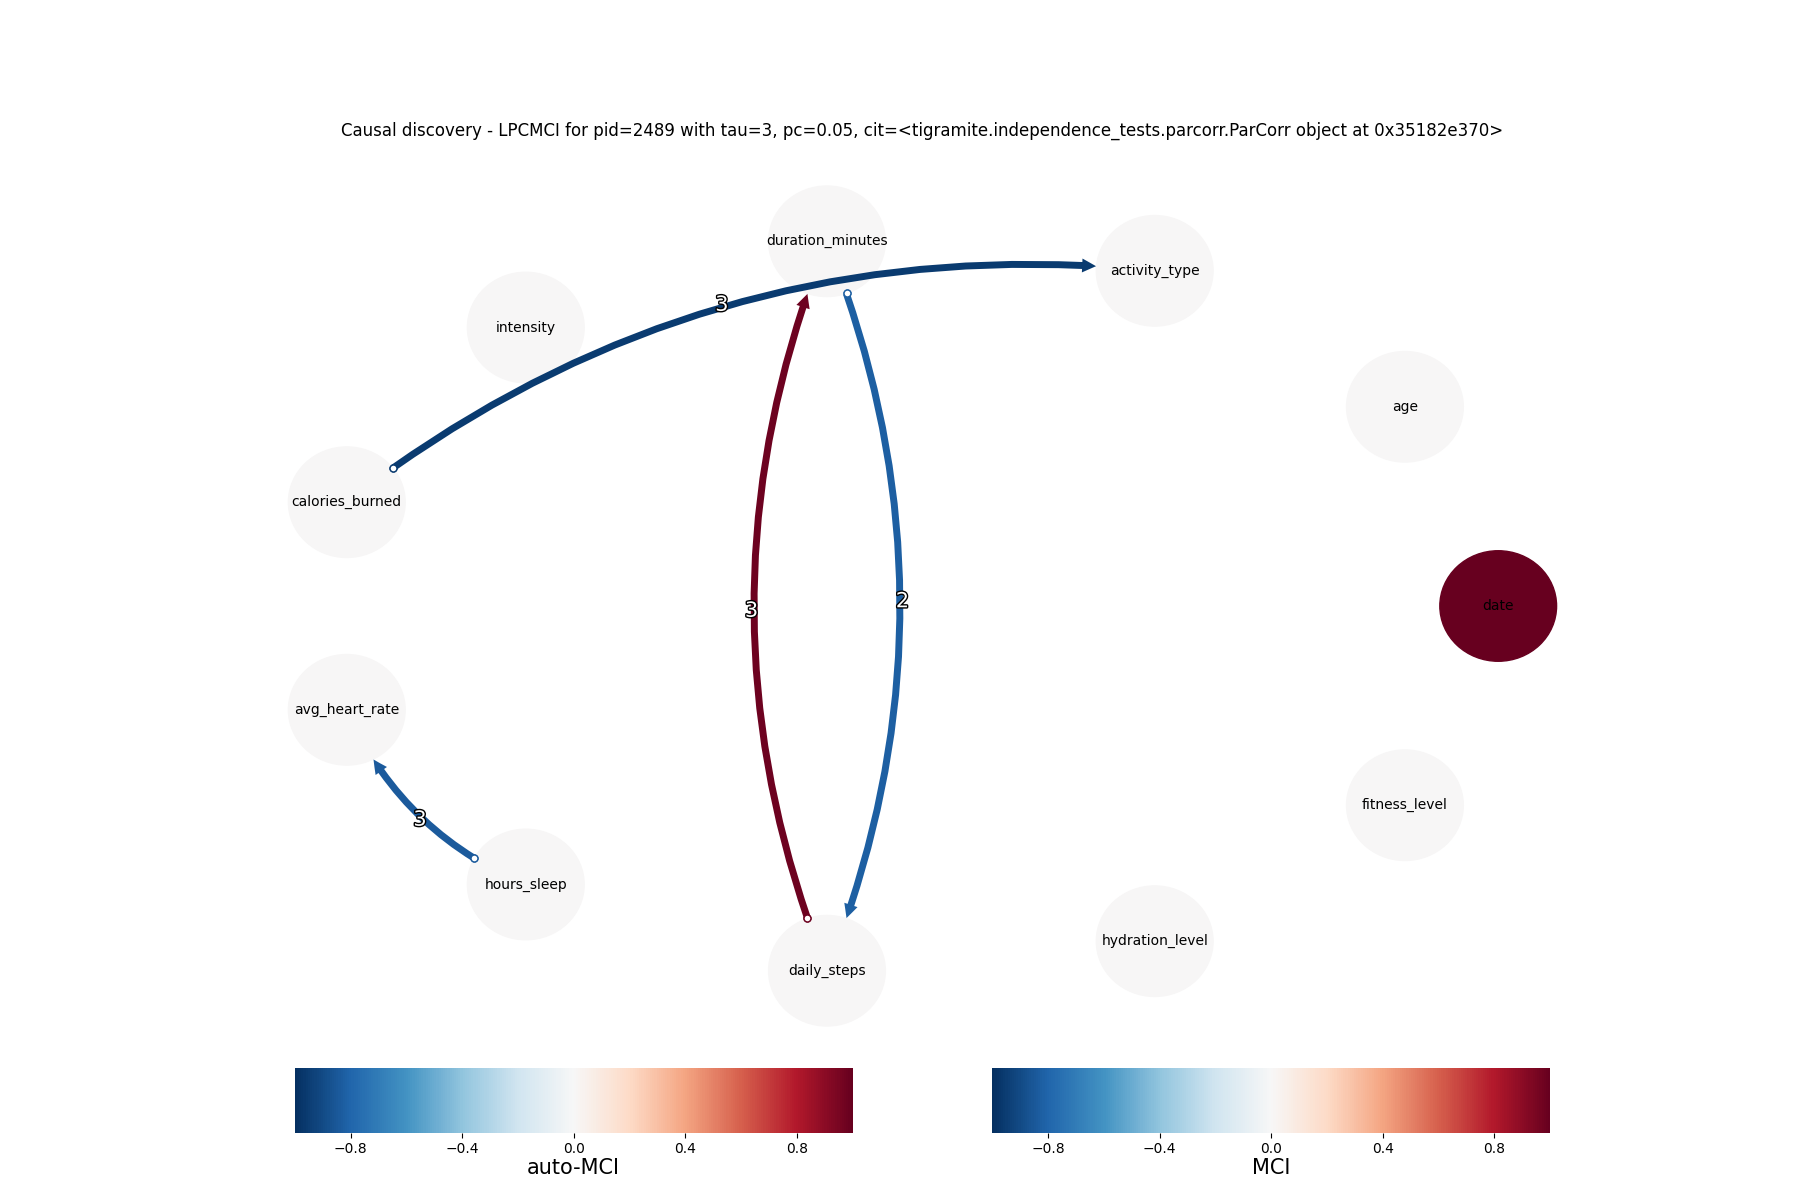 Causal discovery - LPCMCI for pid=2489 with tau=3, pc=0.05, cit=<tigramite.independence_tests.parcorr.ParCorr object at 0x35182e370>
duration_minutes
activity_type
3
intensity
age
calories_burned
date
3
2
avg_heart_rate
fitness_level
3
hours_sleep
hydration_level
daily_steps
−0.8 −0.4 0.0 0.4 0.8
auto-MCI
−0.8 −0.4 0.0 0.4 0.8
MCI